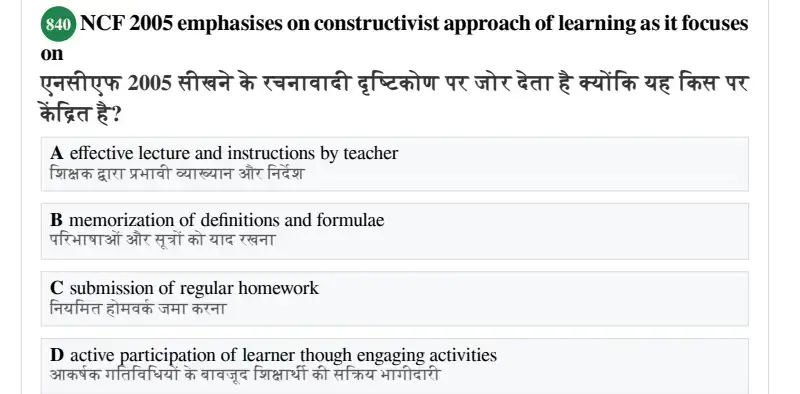 840 NCF 2005 emphasises on constructivist approach of learning as it focuses
on
एनसीएफ 2005 सीखने के रचनावादी दृष्टिकोण पर जोर देता है क्योंकि यह किस पर
केंद्रित है?
A effective lecture and instructions by teacher
शिक्षक द्वारा प्रभावी व्याख्यान और निर्देश
B memorization of definitions and formulae
परिभाषाओं और सूत्रों को याद रखना
C submission of regular homework
नियमित होमवर्क जमा करना
D active participation of learner though engaging activities
आकर्षक गतिविधियों के बावजूद शिक्षार्थी की सक्रिय भागीदारी